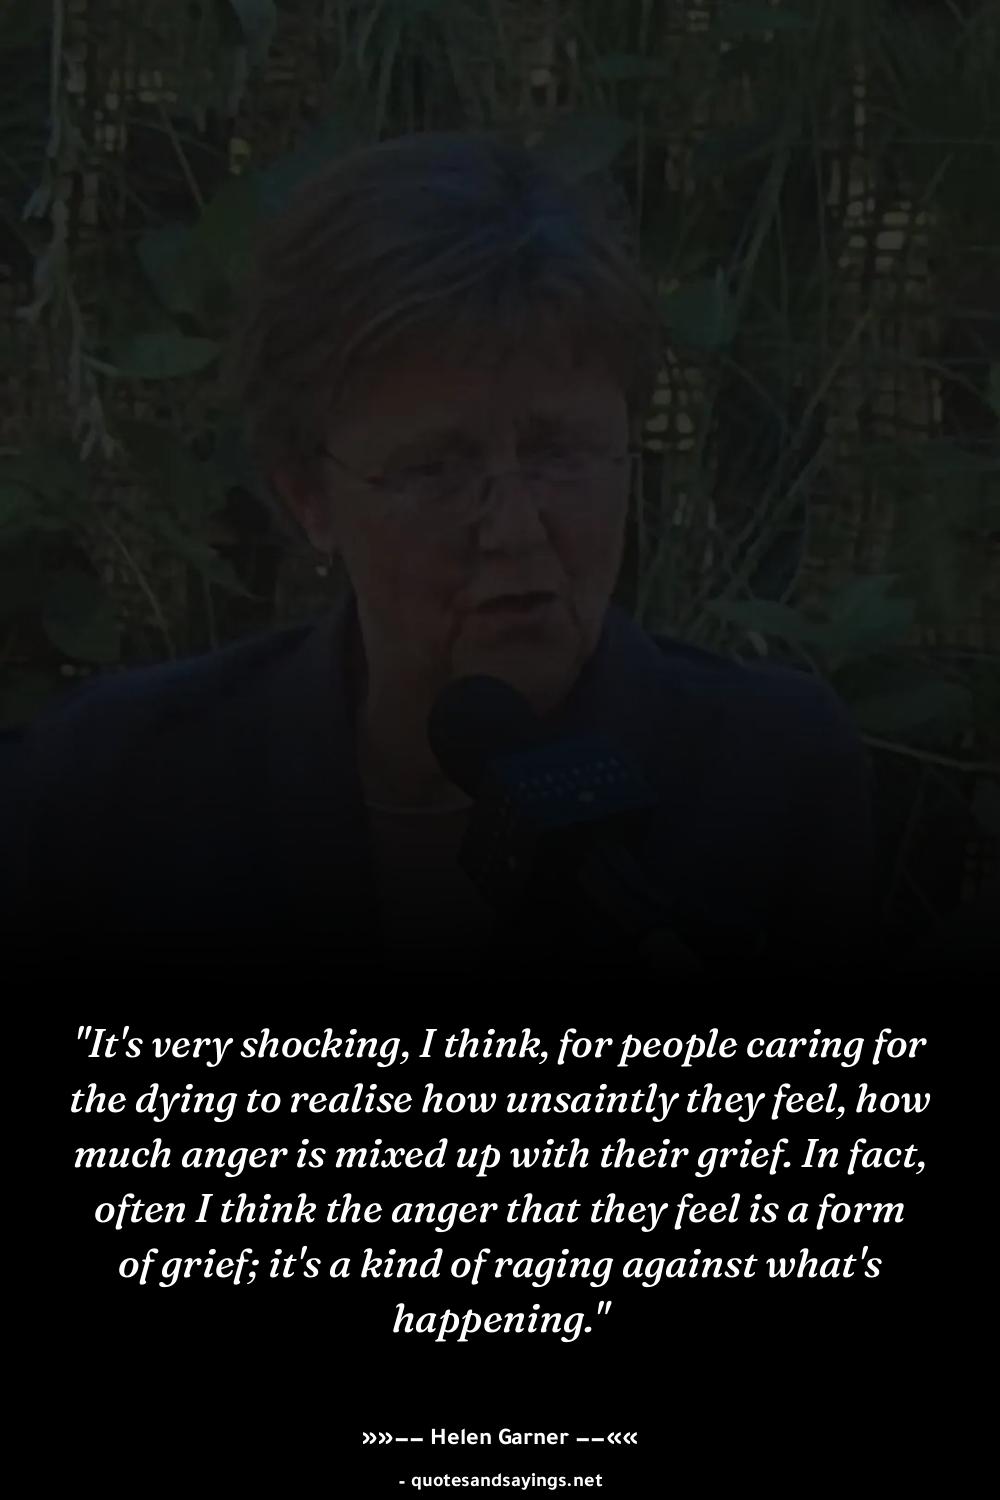 "It's very shocking, I think, for people caring for
the dying to realise how unsaintly they feel, how
much anger is mixed up with their grief. In fact,
often I think the anger that they feel is a form
of grief; it's a kind of raging against what's
happening."
»»−− Helen Garner −−««
- quotesandsayings.net